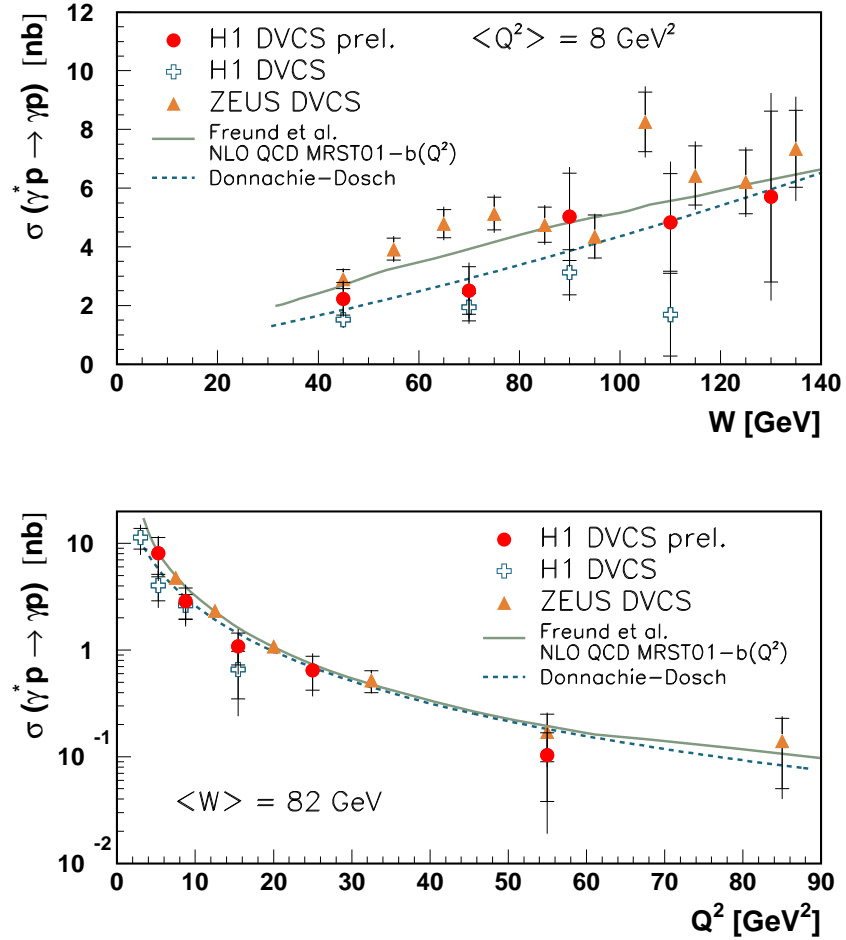 σ (γ* p → γp) [nb]
12
10
8
6
4
2
0
H1 DVCS prel.
H1 DVCS
ZEUS DVCS
Freund et al.
NLO QCD MRST01-b(Q²)
Donnachie-Dosch
<Q²> = 8 GeV²
0 20 40 60 80 100 120 140
W [GeV]
σ (γ* p → γp) [nb]
10
1
10⁻¹
10⁻²
H1 DVCS prel.
H1 DVCS
ZEUS DVCS
Freund et al.
NLO QCD MRST01-b(Q²)
Donnachie-Dosch
<W> = 82 GeV
0 10 20 30 40 50 60 70 80 90
Q² [GeV²]